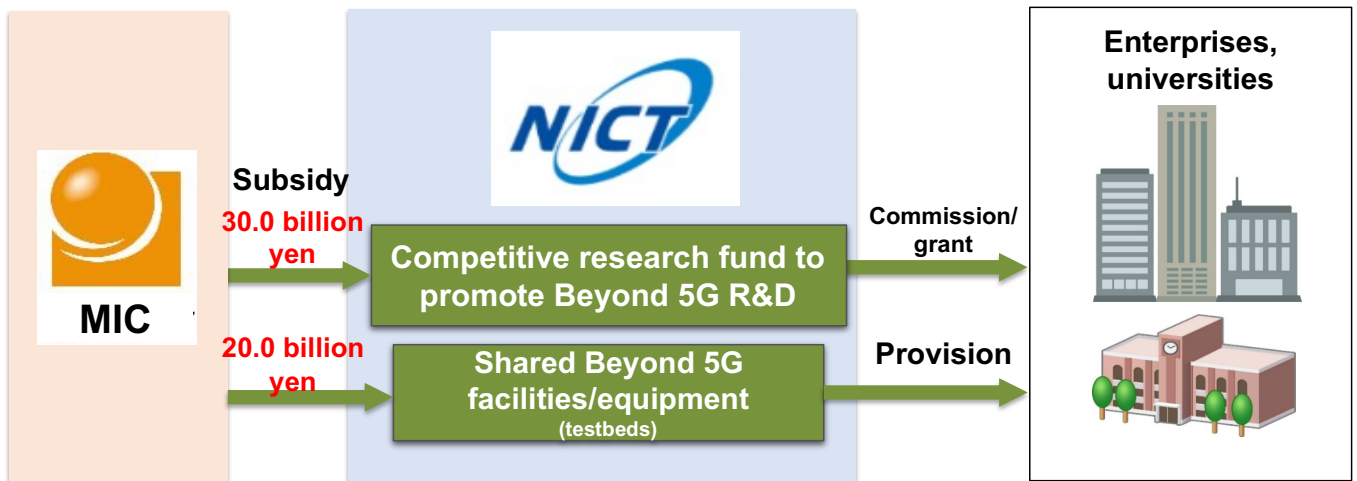 NICT
Enterprises,
universities
MIC
Subsidy
30.0 billion
yen
Competitive research fund to
promote Beyond 5G R&D
Commission/
grant
20.0 billion
yen
Shared Beyond 5G
facilities/equipment
(testbeds)
Provision